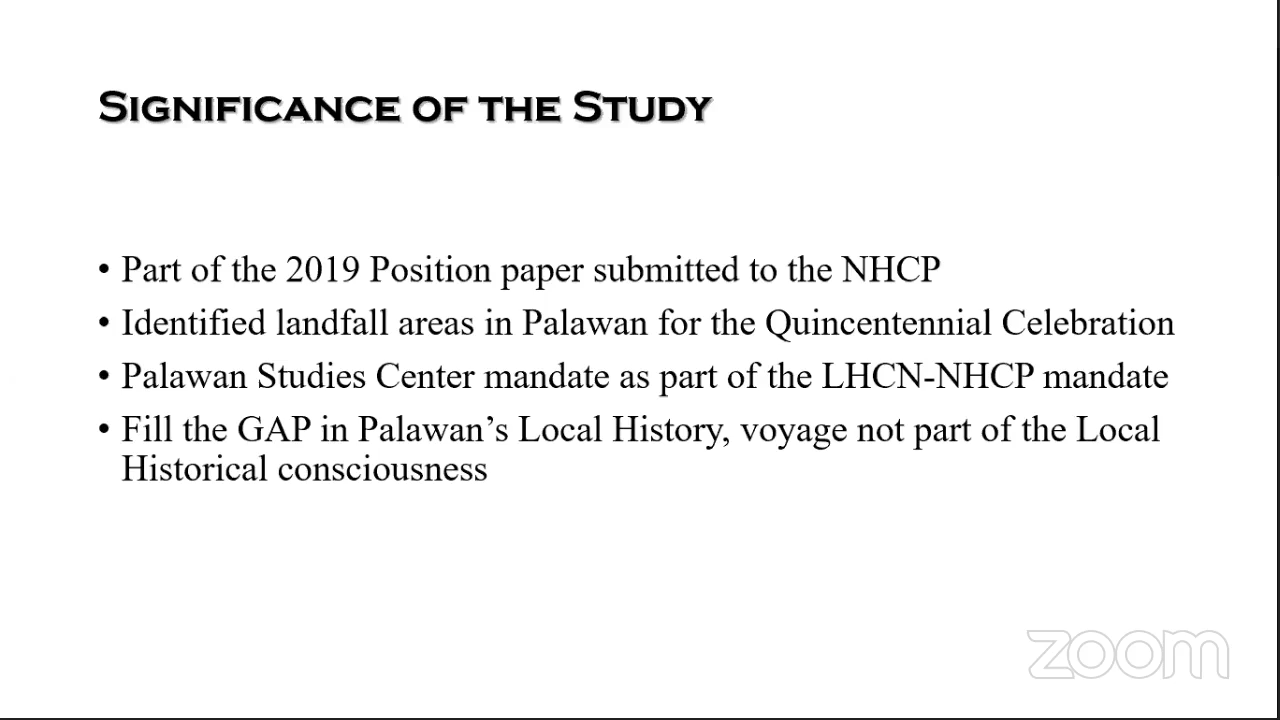 Significance of the Study
• Part of the 2019 Position paper submitted to the NHCP
• Identified landfall areas in Palawan for the Quincentennial Celebration
• Palawan Studies Center mandate as part of the LHCN-NHCP mandate
• Fill the GAP in Palawan’s Local History, voyage not part of the Local
Historical consciousness
zoom